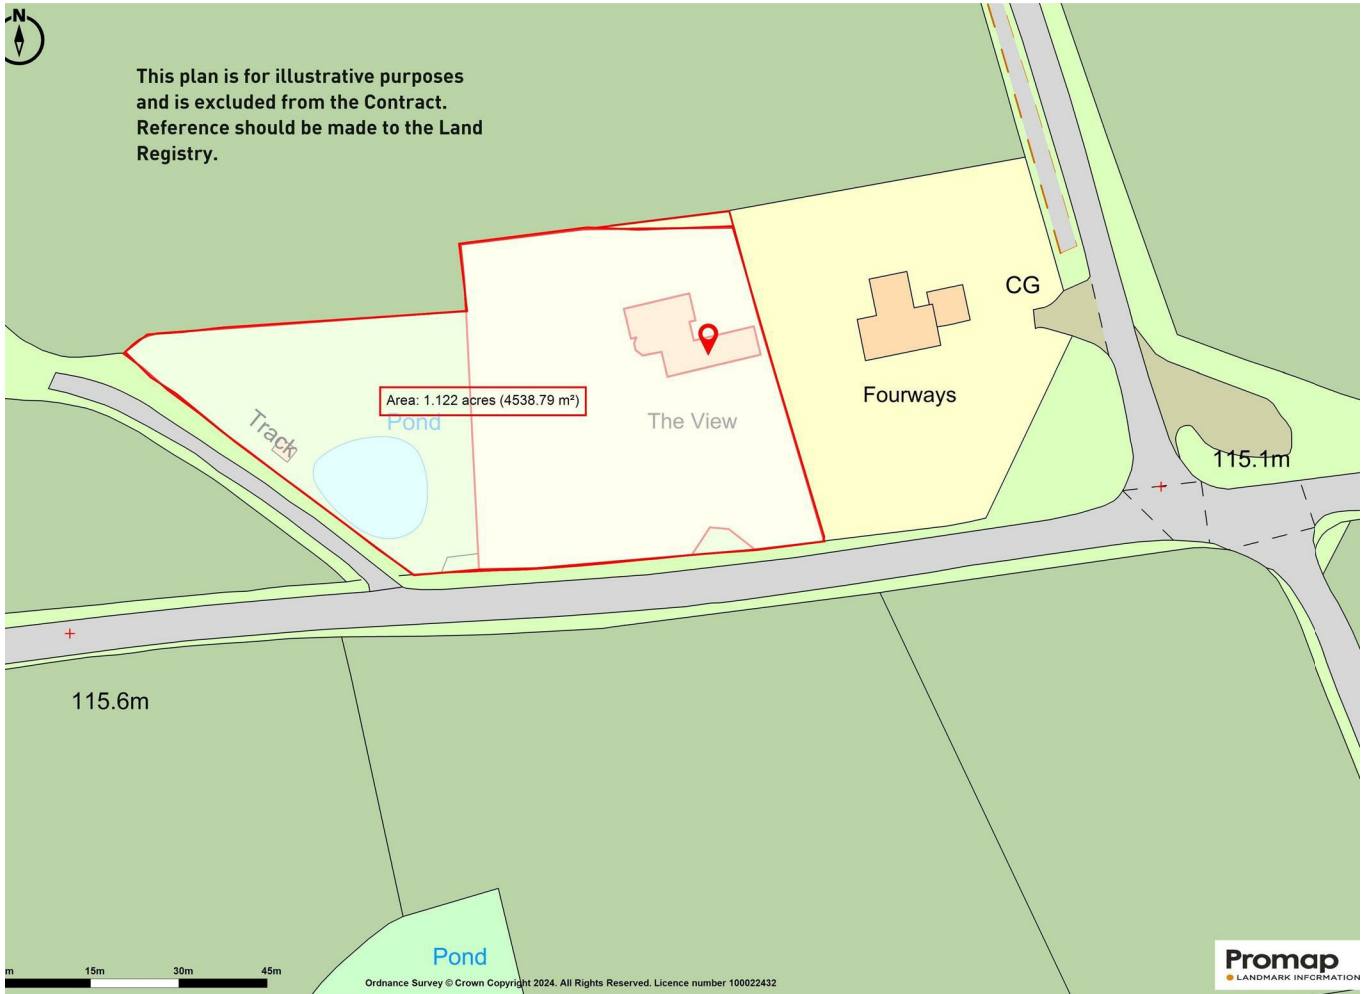 N
This plan is for illustrative purposes
and is excluded from the Contract.
Reference should be made to the Land
Registry.
CG
Fourways
Area: 1.122 acres (4538.79 m²)
Pond
The View
Track
115.1m
115.6m
Pond
m 15m 30m 45m
Ordnance Survey © Crown Copyright 2024. All Rights Reserved. Licence number 100022432
Promap
LANDMARK INFORMATION